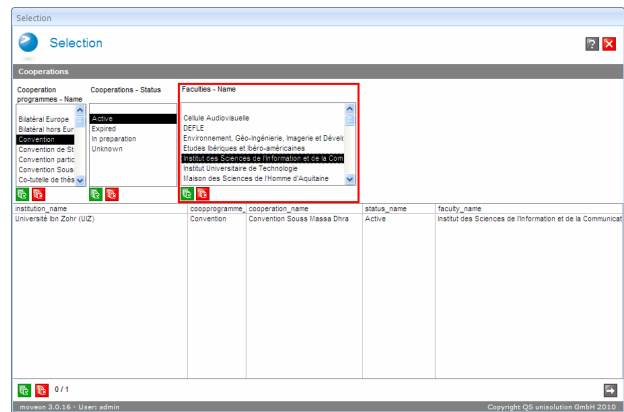 Selection
Selection
Cooperations
Cooperation programmes - Name
Cooperations - Status
Faculties - Name
Bilatéral Europe
Bilatéral hors Eur
Convention
Convention de St
Convention partic
Convention Sous
Co-tutelle de thès
Active
Expired
In preparation
Unknown
Cellule Audiovisuelle
DEFLE
Environnement, Géo-Ingénierie, Imagerie et Dévelo
Etudes Ibériques et Ibéro-américaines
Institut des Sciences de l'Information et de la Com
Institut Universitaire de Technologie
Maison des Sciences de l'Homme d'Aquitaine
institution_name coopprogramme_ cooperation_name status_name faculty_name
Université Ibn Zohr (UIZ) Convention Convention Souss Massa Dhra Active Institut des Sciences de l'Information et de la Communicat
0 / 1
moveon 3.0.16 - User: admin Copyright QS unisolution GmbH 2010